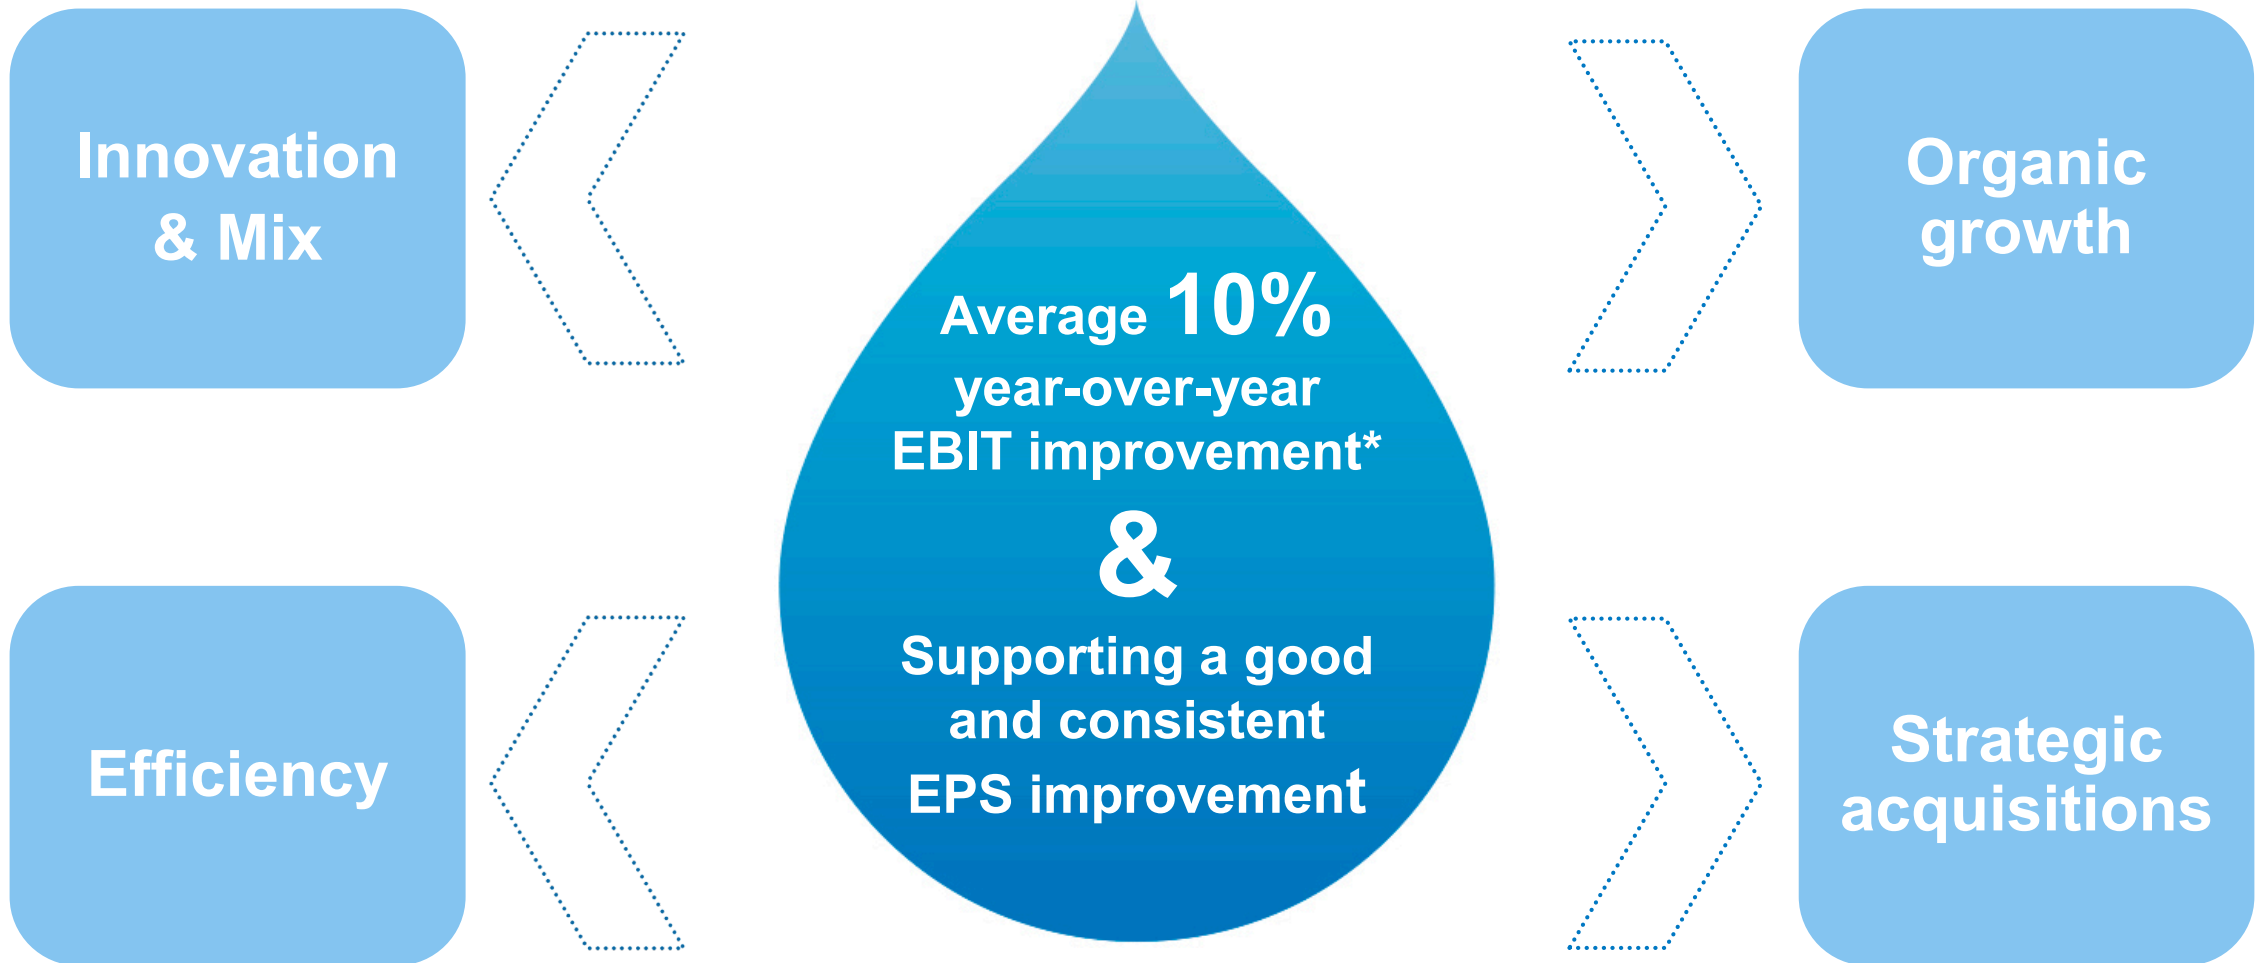 Innovation
& Mix
Average 10%
year-over-year
EBIT improvement*
&
Supporting a good
and consistent
EPS improvement
Organic
growth
Efficiency
Strategic
acquisitions